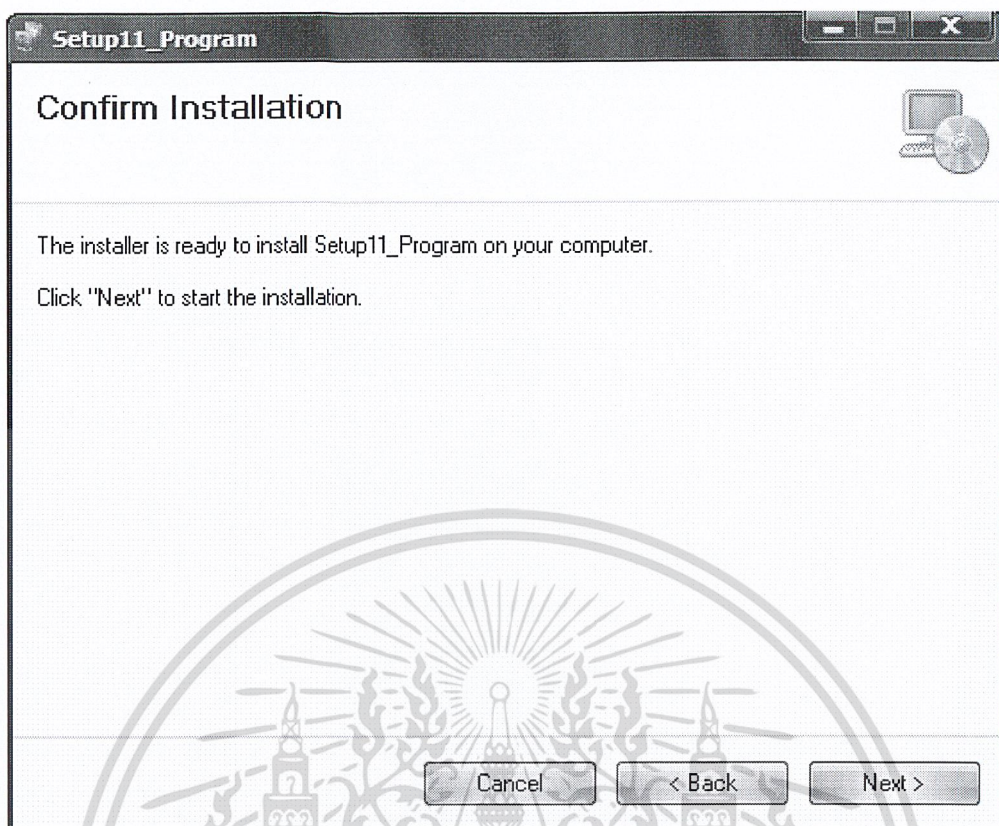 Setup11_Program
Confirm Installation
The installer is ready to install Setup11_Program on your computer.
Click "Next" to start the installation.
Cancel
< Back
Next >